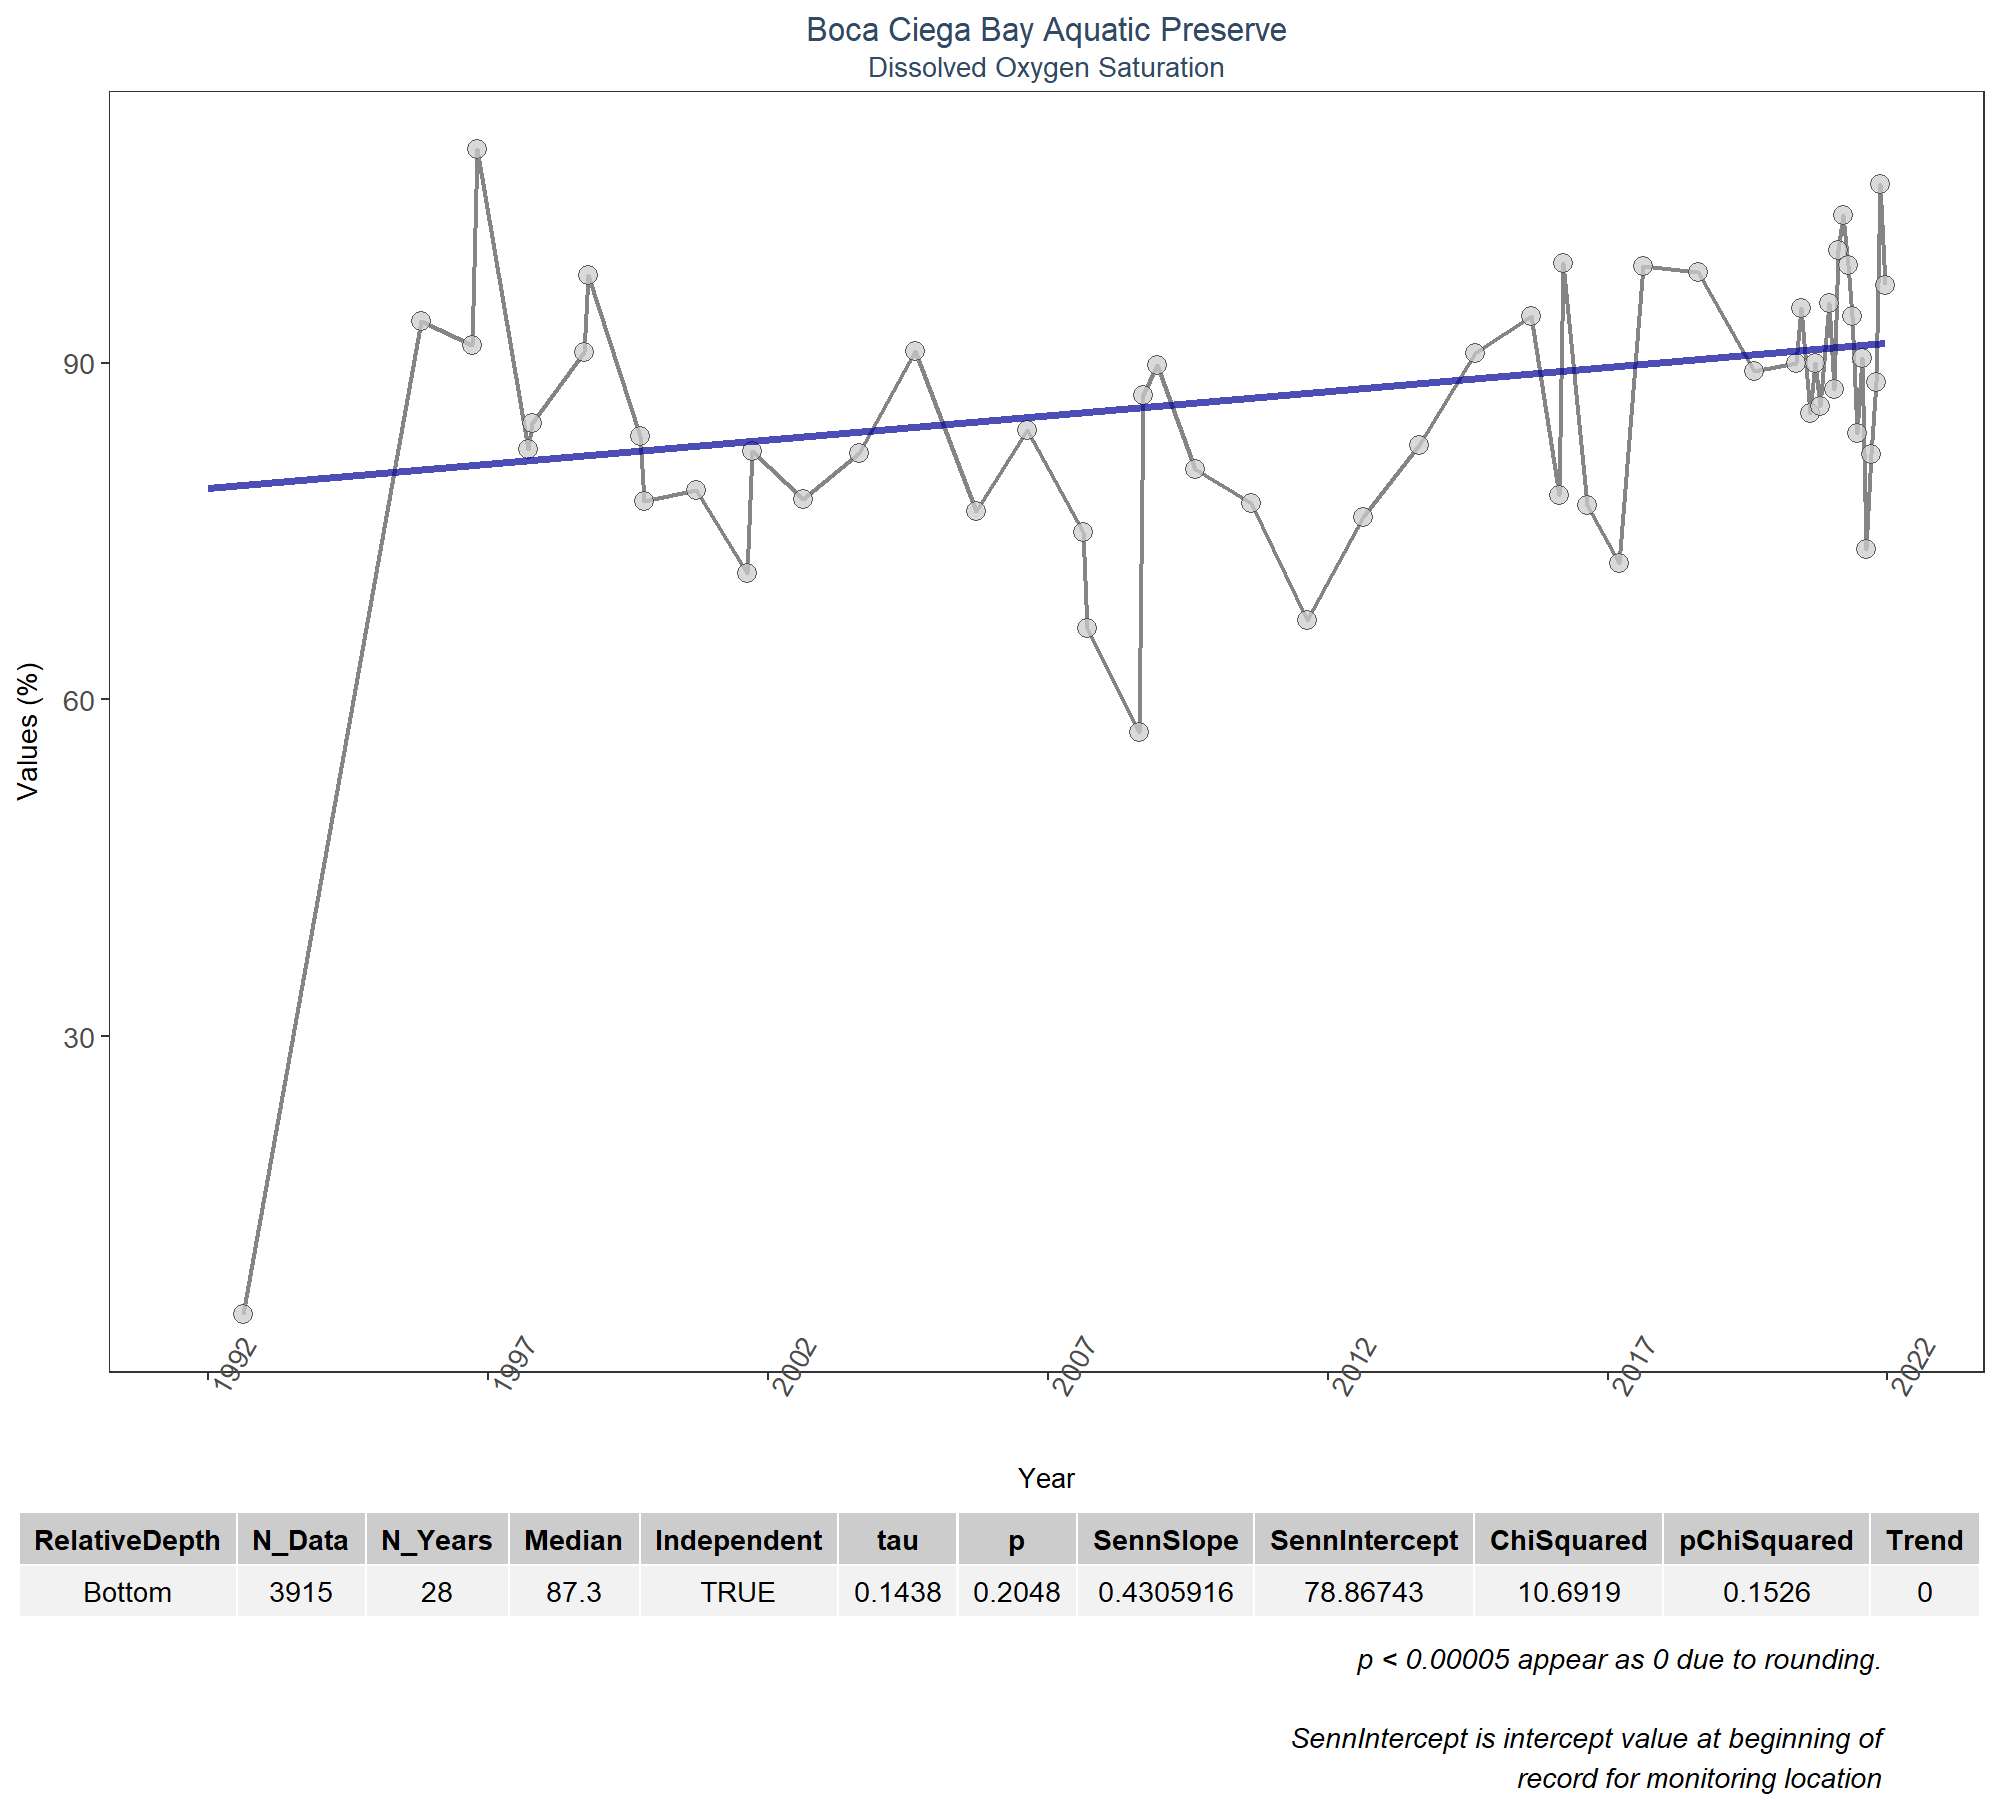 Boca Ciega Bay Aquatic Preserve
Dissolved Oxygen Saturation
Values (%)
90
60
30
1992 1997 2002 2007 2012 2017 2022
Year
RelativeDepth N_Data N_Years Median Independent tau p SennSlope SennIntercept ChiSquared pChiSquared Trend
Bottom 3915 28 87.3 TRUE 0.1438 0.2048 0.4305916 78.86743 10.6919 0.1526 0
p < 0.00005 appear as 0 due to rounding.
SennIntercept is intercept value at beginning of
record for monitoring location